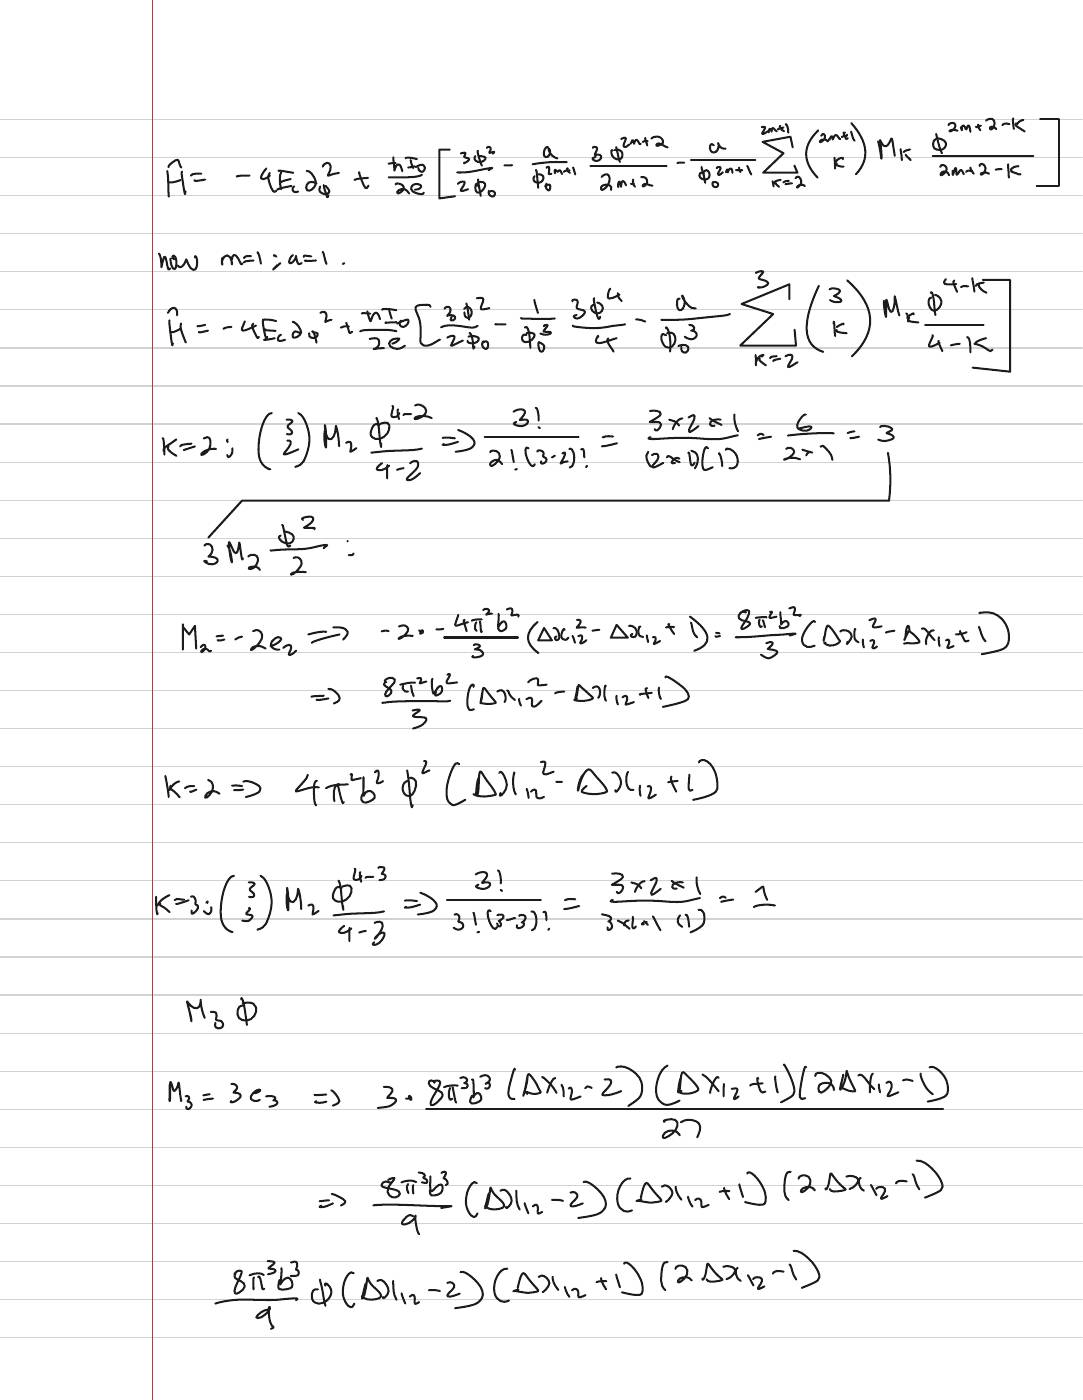 Ĥ = -4E_c ∂_φ² + ħI₀/2e [ 3φ²/2φ₀ - a/φ₀^{2m+1} 3φ^{2m+2}/2m+2 - a/φ₀^{2m+1} Σ_{k=2}^{2m+1} (2m+1 k) M_k φ^{2m+2-k}/2m+2-k ]
now m=1; a=1.
Ĥ = -4E_c ∂_φ² + ħI₀/2e [ 3φ²/2φ₀ - 1/φ₀³ 3φ⁴/4 - a/φ₀³ Σ_{k=2}^{3} (3 k) M_k φ^{4-k}/4-k ]
k=2; (3 2) M₂ φ^{4-2}/4-2 => 3!/2!(3-2)! = 3×2×1/(2×1)(1) = 6/2×1 = 3
3M₂ φ²/2 :
M₂ = -2e₂ => -2 · -4π²b²/3 (Δx₁₂² - Δx₁₂ + 1) = 8π²b²/3 (Δx₁₂² - Δx₁₂ + 1)
=> 8π²b²/3 (Δx₁₂² - Δx₁₂ + 1)
k=2 => 4π²b² φ² (Δx₁₂² - Δx₁₂ + 1)
k=3; (3 3) M₂ φ^{4-3}/4-3 => 3!/3!(3-3)! = 3×2×1/3×2×1 (1) = 1
M₃ φ
M₃ = 3e₃ => 3 · 8π³b³ (Δx₁₂ - 2)(Δx₁₂ + 1)(2Δx₁₂ - 1)/27
=> 8π³b³/9 (Δx₁₂ - 2)(Δx₁₂ + 1)(2Δx₁₂ - 1)
8π³b³/9 φ (Δx₁₂ - 2)(Δx₁₂ + 1)(2Δx₁₂ - 1)